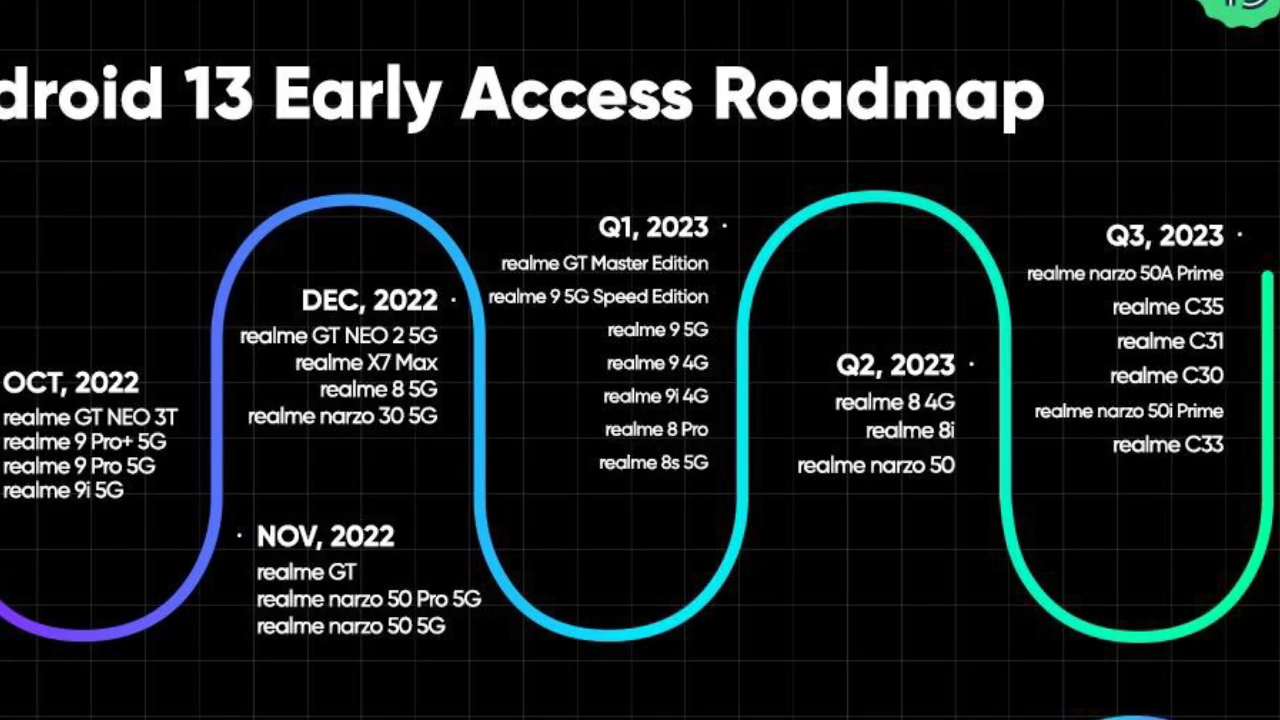 droid 13 Early Access Roadmap
OCT, 2022
realme GT NEO 3T
realme 9 Pro+ 5G
realme 9 Pro 5G
realme 9i 5G
NOV, 2022
realme GT
realme narzo 50 Pro 5G
realme narzo 50 5G
DEC, 2022
realme GT NEO 2 5G
realme X7 Max
realme 8 5G
realme narzo 30 5G
Q1, 2023
realme GT Master Edition
realme 9 5G Speed Edition
realme 9 5G
realme 9 4G
realme 9i 4G
realme 8 Pro
realme 8s 5G
Q2, 2023
realme 8 4G
realme 8i
realme narzo 50
Q3, 2023
realme narzo 50A Prime
realme C35
realme C31
realme C30
realme narzo 50i Prime
realme C33